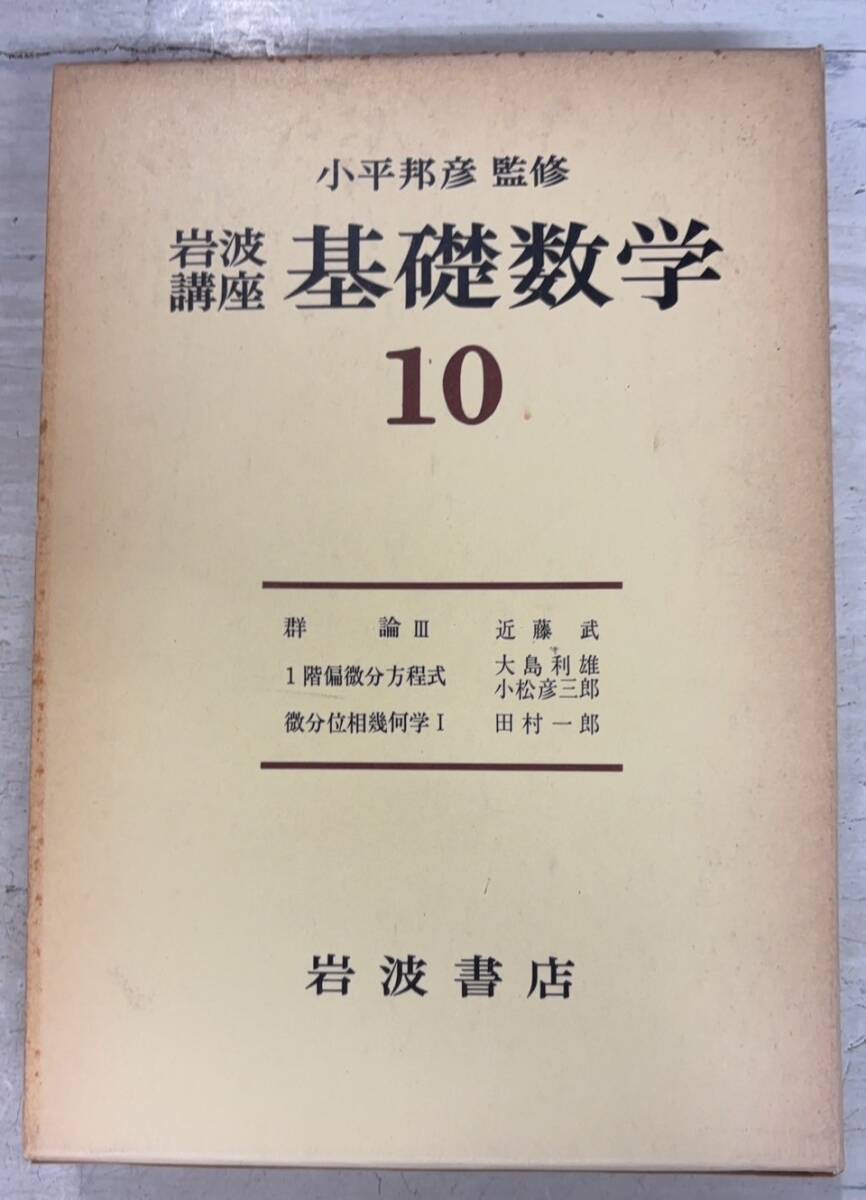 小平邦彦 監修
岩波講座 基礎数学
10
群論 III 近藤武
1階偏微分方程式 大島利雄
小松彦三郎
微分位相幾何学 I 田村一郎
岩波書店